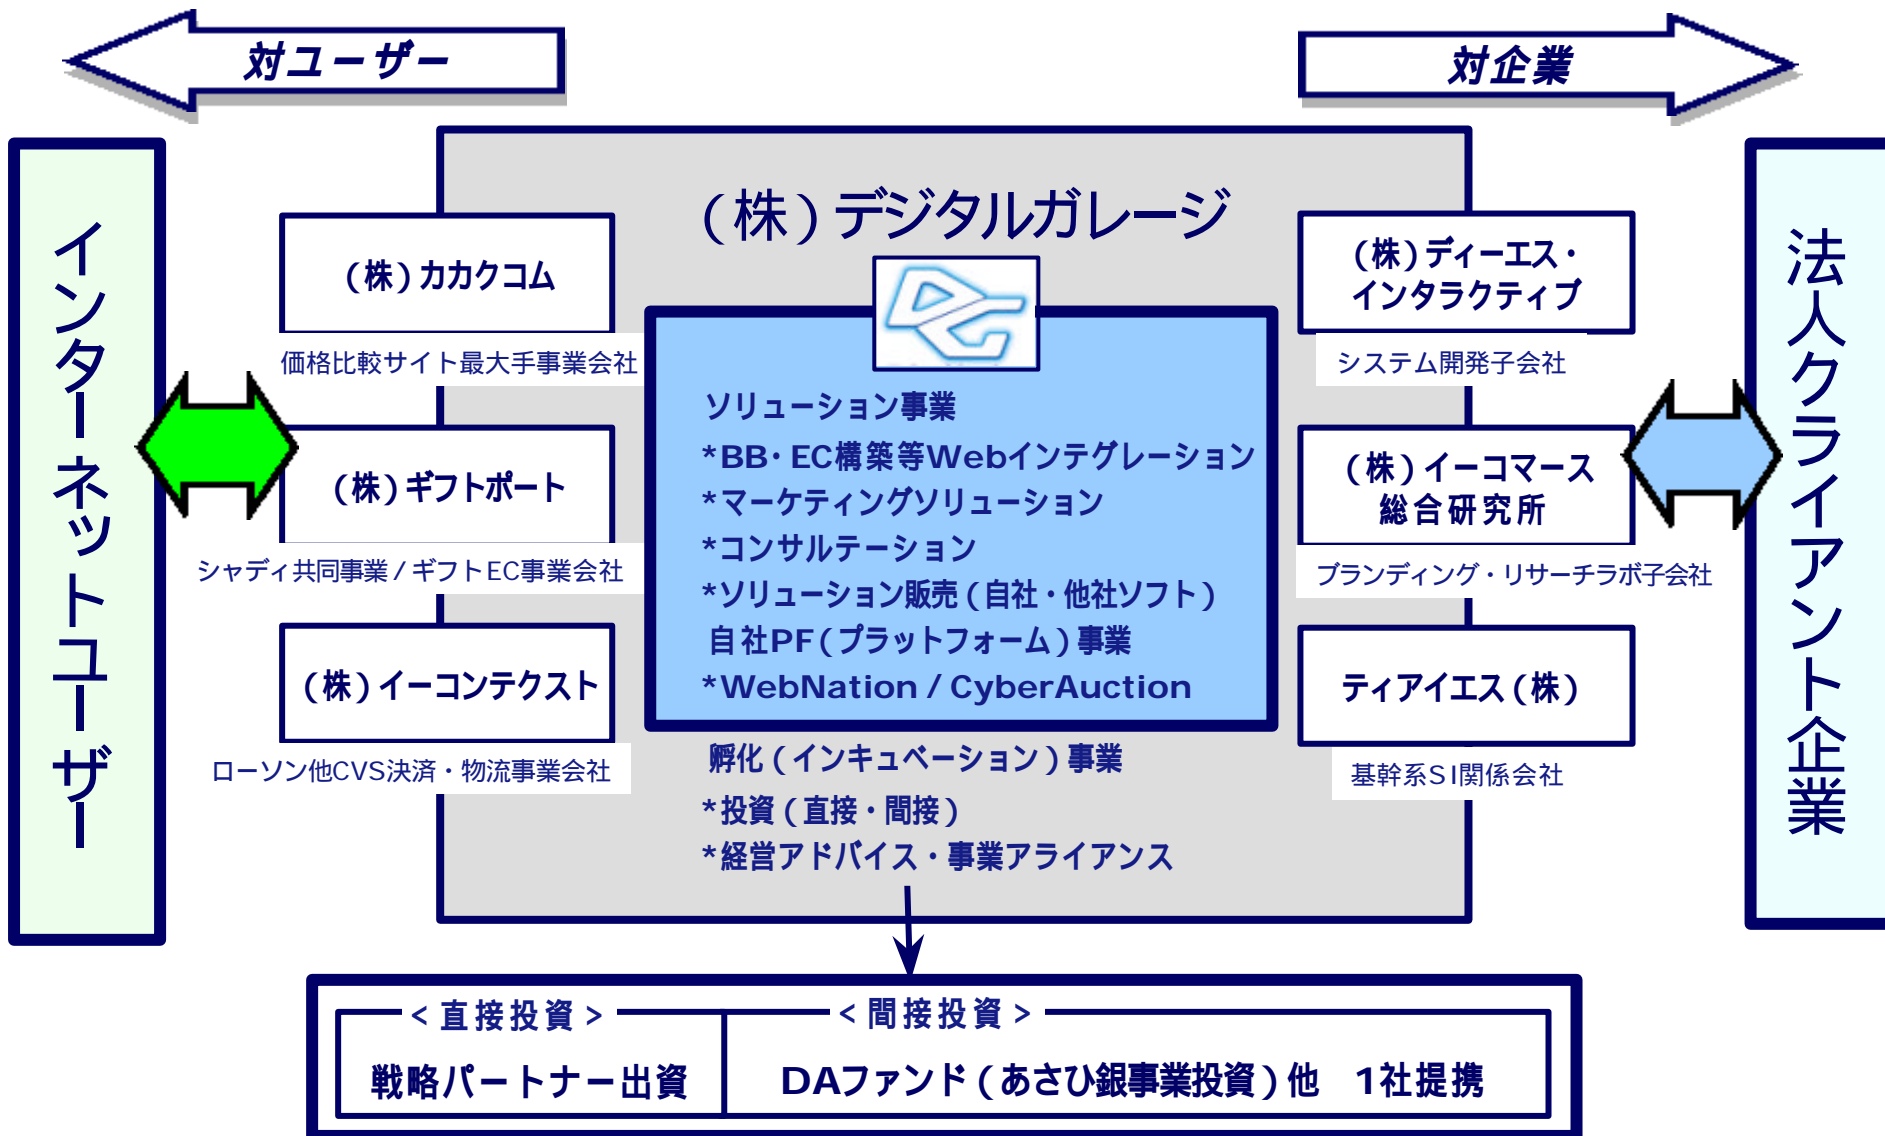 対ユーザー
対企業
インターネットユーザー
(株)デジタルガレージ
法人クライアント企業
(株)カカクコム
価格比較サイト最大手事業会社
(株)ギフトポート
シャディ共同事業/ギフトEC事業会社
(株)イーコンテクスト
ローソン他CVS決済・物流事業会社
DG
ソリューション事業
*BB・EC構築等Webインテグレーション
*マーケティングソリューション
*コンサルテーション
*ソリューション販売(自社・他社ソフト)
自社PF(プラットフォーム)事業
*WebNation/CyberAuction
孵化(インキュベーション)事業
*投資(直接・間接)
*経営アドバイス・事業アライアンス
(株)ディーエス・
インタラクティブ
システム開発子会社
(株)イーコマース
総合研究所
ブランディング・リサーチラボ子会社
ティアイエス(株)
基幹系SI関係会社
<直接投資>
戦略パートナー出資
<間接投資>
DAファンド(あさひ銀事業投資)他 1社提携